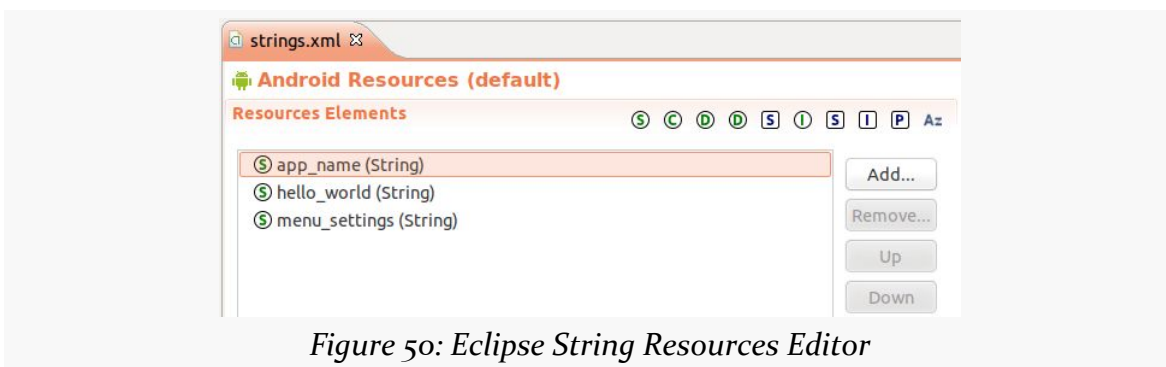 strings.xml
Android Resources (default)
Resources Elements
S C D D S I S I P Az
S app_name (String)
S hello_world (String)
S menu_settings (String)
Add...
Remove...
Up
Down
Figure 50: Eclipse String Resources Editor